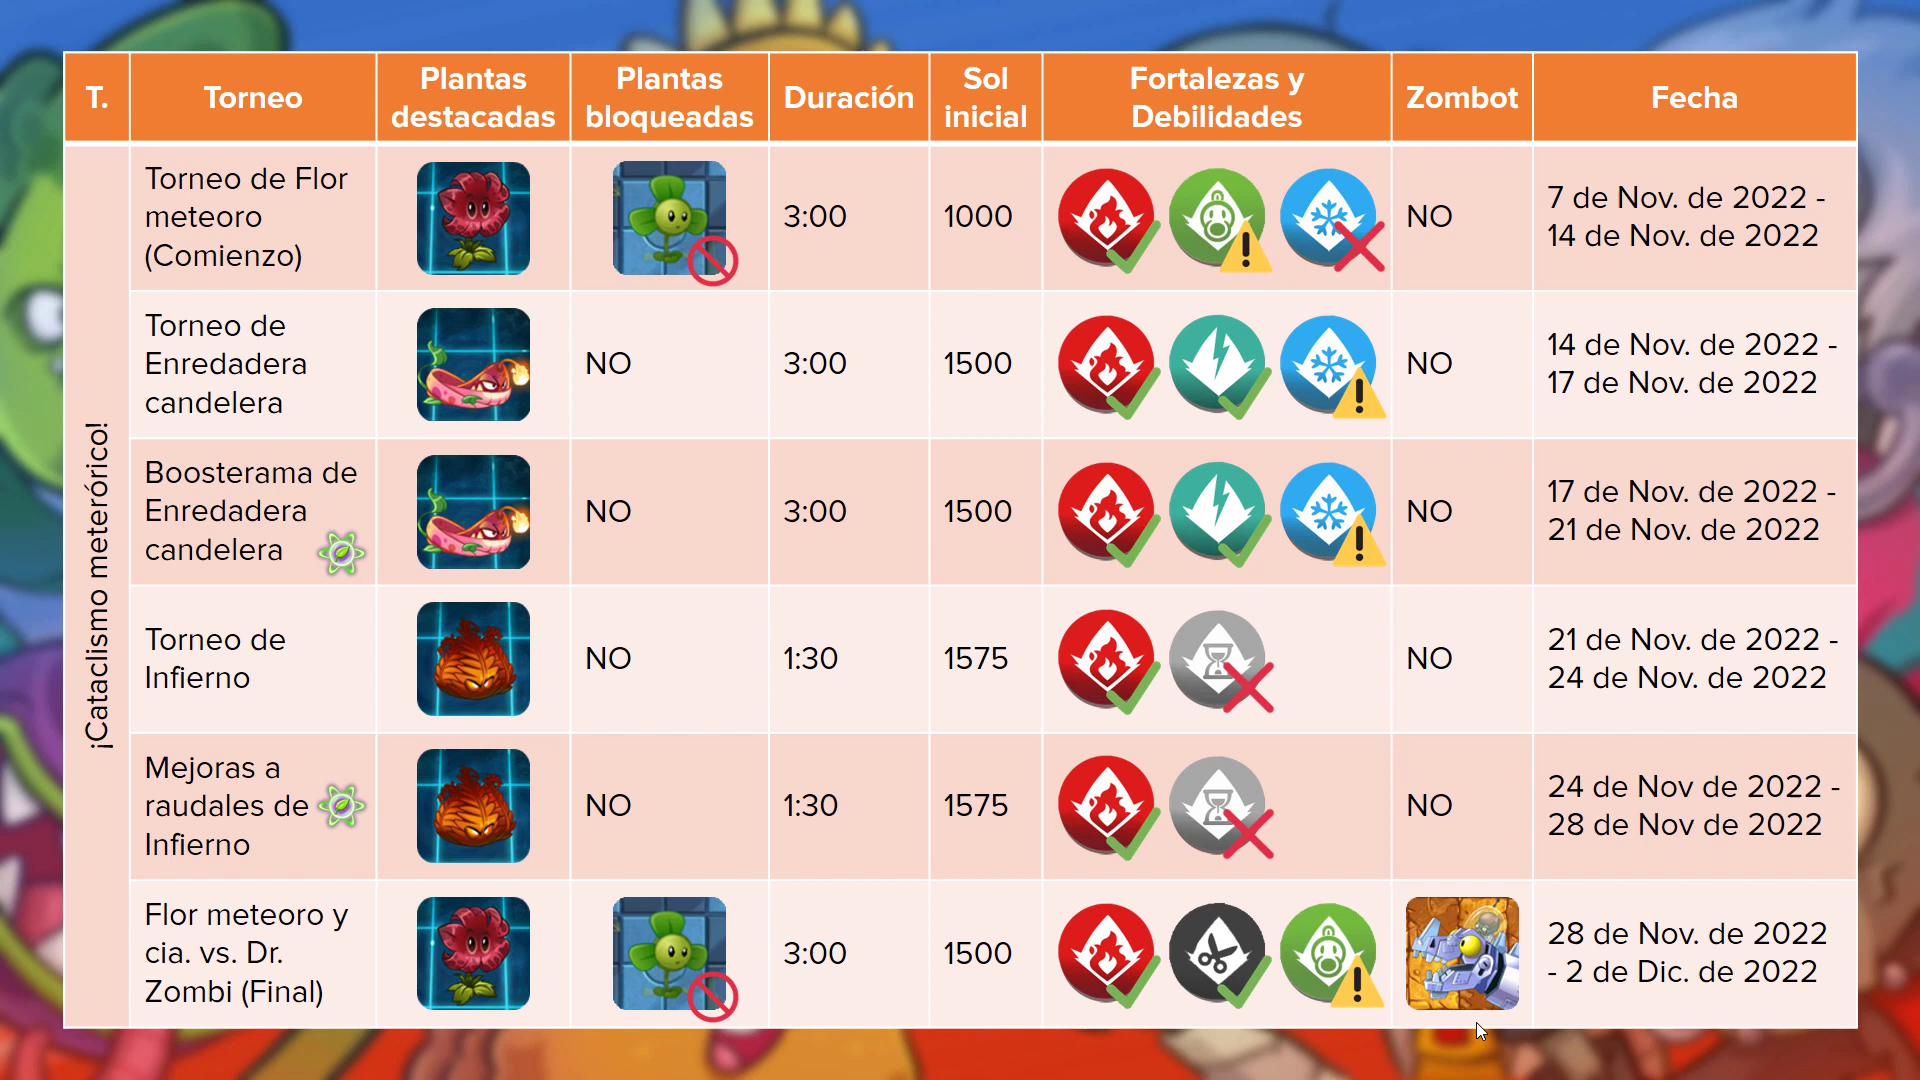 T.
Torneo
Plantas
destacadas
Plantas
bloqueadas
Duración
Sol
inicial
Fortalezas y
Debilidades
Zombot
Fecha
¡Cataclismo meterórico!
Torneo de Flor
meteoro
(Comienzo)
3:00
1000
NO
7 de Nov. de 2022 -
14 de Nov. de 2022
Torneo de
Enredadera
candelera
NO
3:00
1500
NO
14 de Nov. de 2022 -
17 de Nov. de 2022
Boosterama de
Enredadera
candelera
NO
3:00
1500
NO
17 de Nov. de 2022 -
21 de Nov. de 2022
Torneo de
Infierno
NO
1:30
1575
NO
21 de Nov. de 2022 -
24 de Nov. de 2022
Mejoras a
raudales de
Infierno
NO
1:30
1575
NO
24 de Nov de 2022 -
28 de Nov de 2022
Flor meteoro y
cia. vs. Dr.
Zombi (Final)
3:00
1500
28 de Nov. de 2022
- 2 de Dic. de 2022